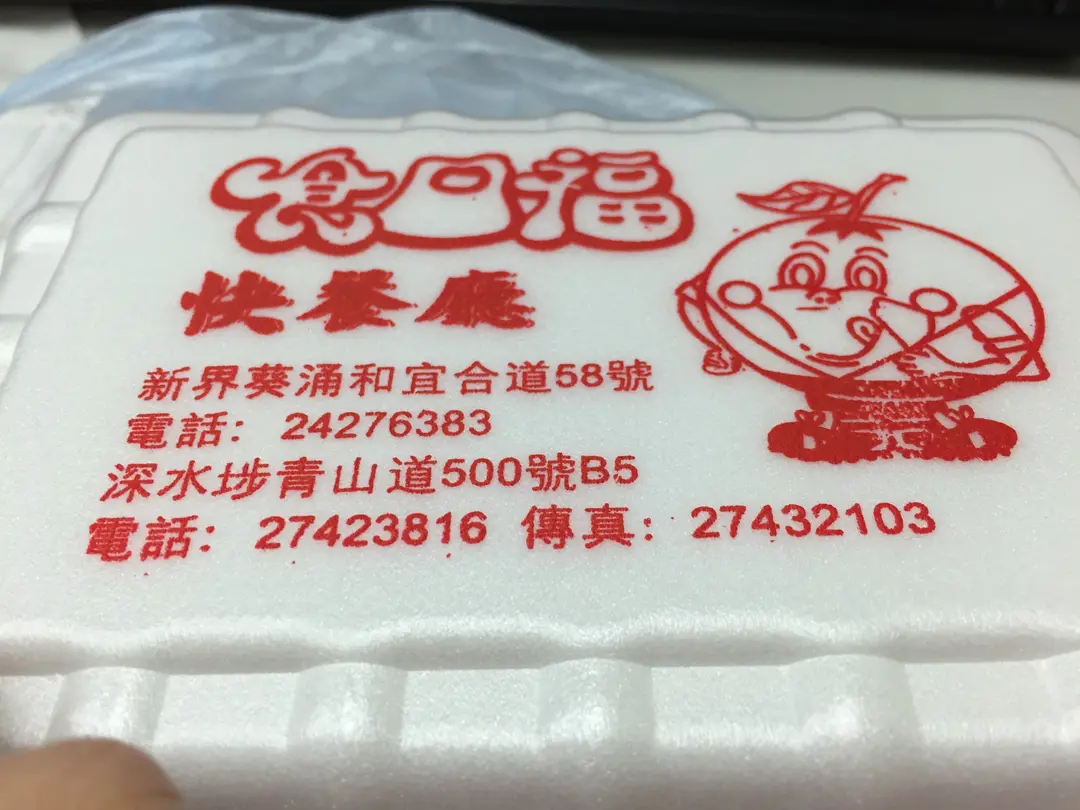 食口福
快餐廳
新界葵涌和宜合道58號
電話: 24276383
深水埗青山道500號B5
電話: 27423816 傳真: 27432103